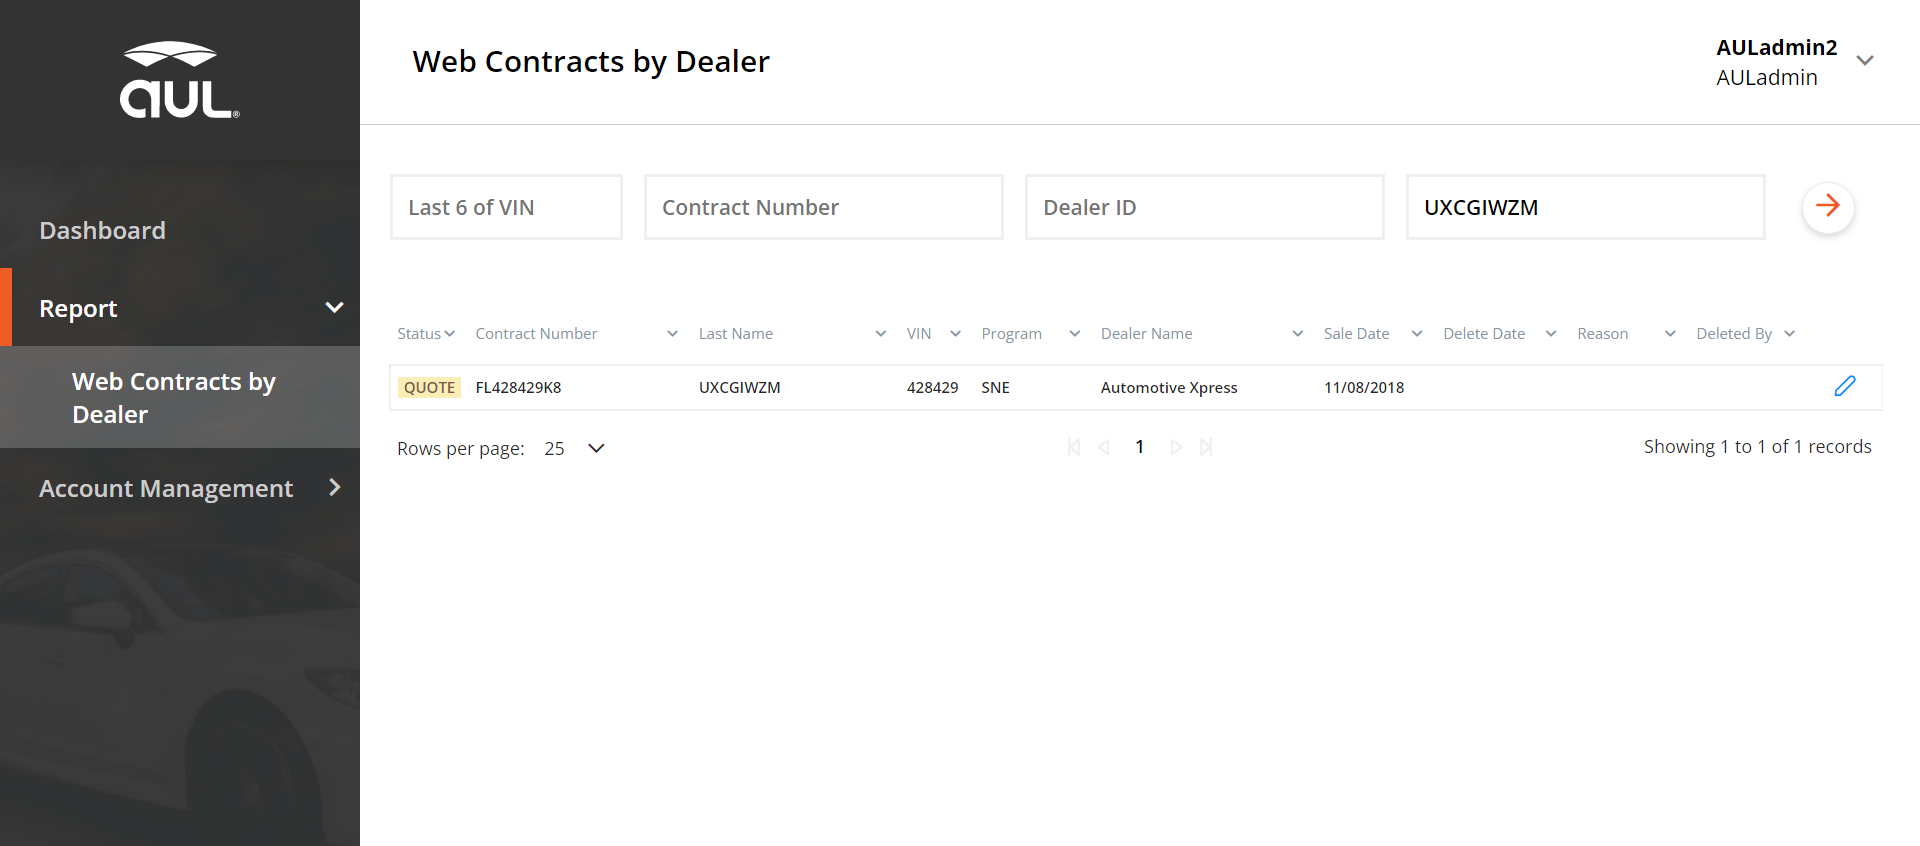 aul®
Dashboard
Report
Web Contracts by
Dealer
Account Management
Web Contracts by Dealer
AULadmin2
AULadmin
Last 6 of VIN
Contract Number
Dealer ID
UXCGIWZM
Status Contract Number Last Name VIN Program Dealer Name Sale Date Delete Date Reason Deleted By
QUOTE FL428429K8 UXCGIWZM 428429 SNE Automotive Xpress 11/08/2018
Rows per page: 25 1 Showing 1 to 1 of 1 records